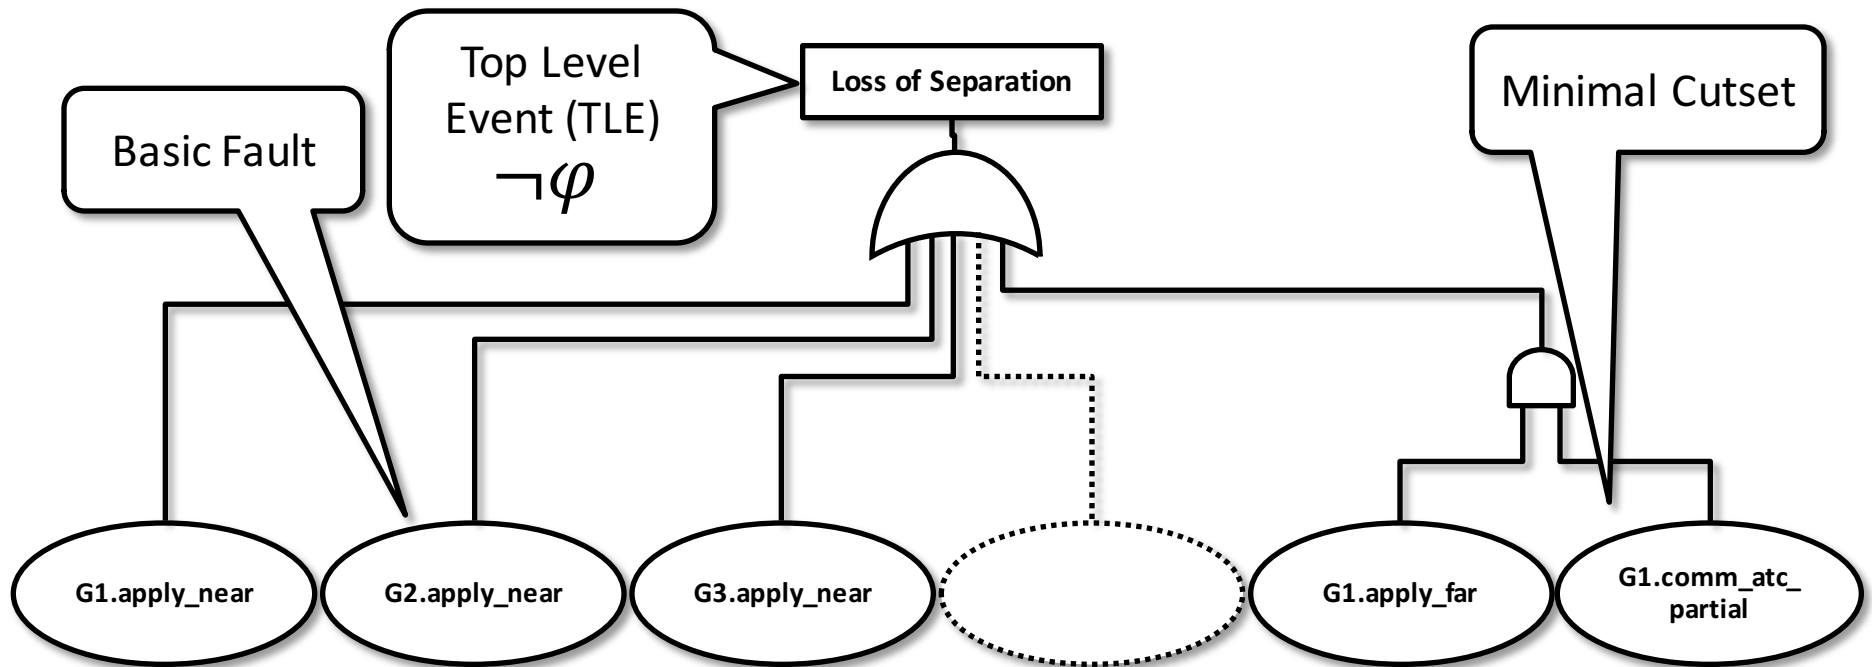 Top Level
Event (TLE)
¬φ
Loss of Separation
Minimal Cutset
Basic Fault
G1.apply_near
G2.apply_near
G3.apply_near
G1.apply_far
G1.comm_atc_
partial